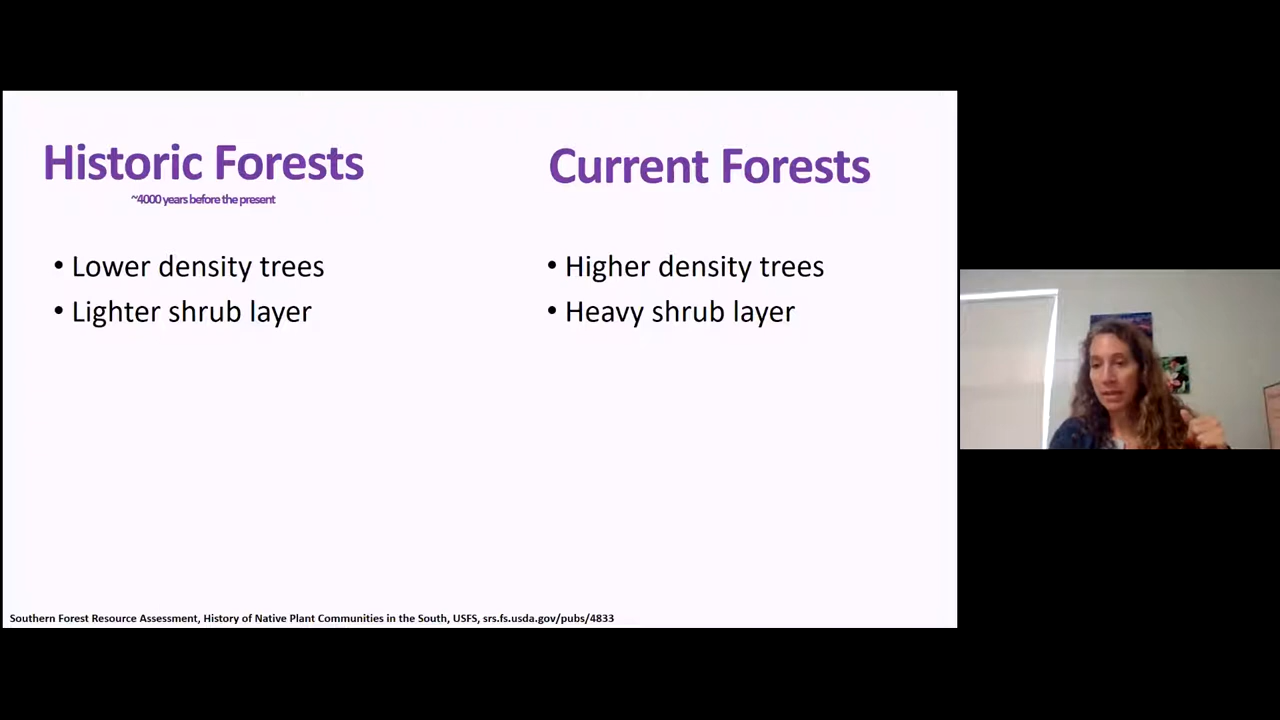 Historic Forests
~4000 years before the present
• Lower density trees
• Lighter shrub layer
Current Forests
• Higher density trees
• Heavy shrub layer
Southern Forest Resource Assessment, History of Native Plant Communities in the South, USFS, srs.fs.usda.gov/pubs/4833